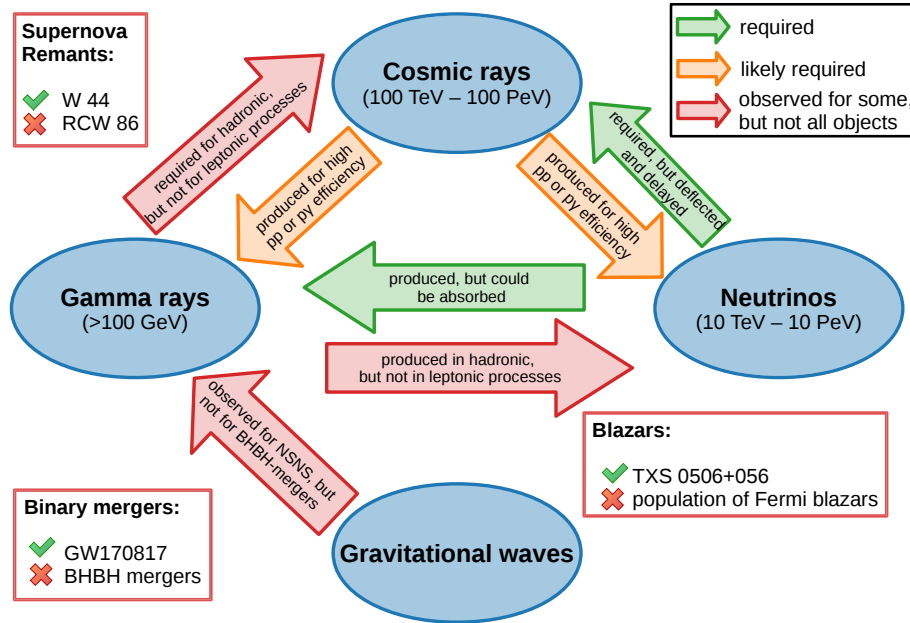 Supernova
Remants:
W 44
RCW 86
Cosmic rays
(100 TeV – 100 PeV)
required
likely required
observed for some,
but not all objects
required for hadronic,
but not for leptonic processes
produced for high
pp or pγ efficiency
produced for high
pp or pγ efficiency
required, but deflected
and delayed
Gamma rays
(>100 GeV)
produced, but could
be absorbed
Neutrinos
(10 TeV – 10 PeV)
produced in hadronic,
but not in leptonic processes
observed for NSNS, but
not for BHBH-mergers
Blazars:
TXS 0506+056
population of Fermi blazars
Binary mergers:
GW170817
BHBH mergers
Gravitational waves